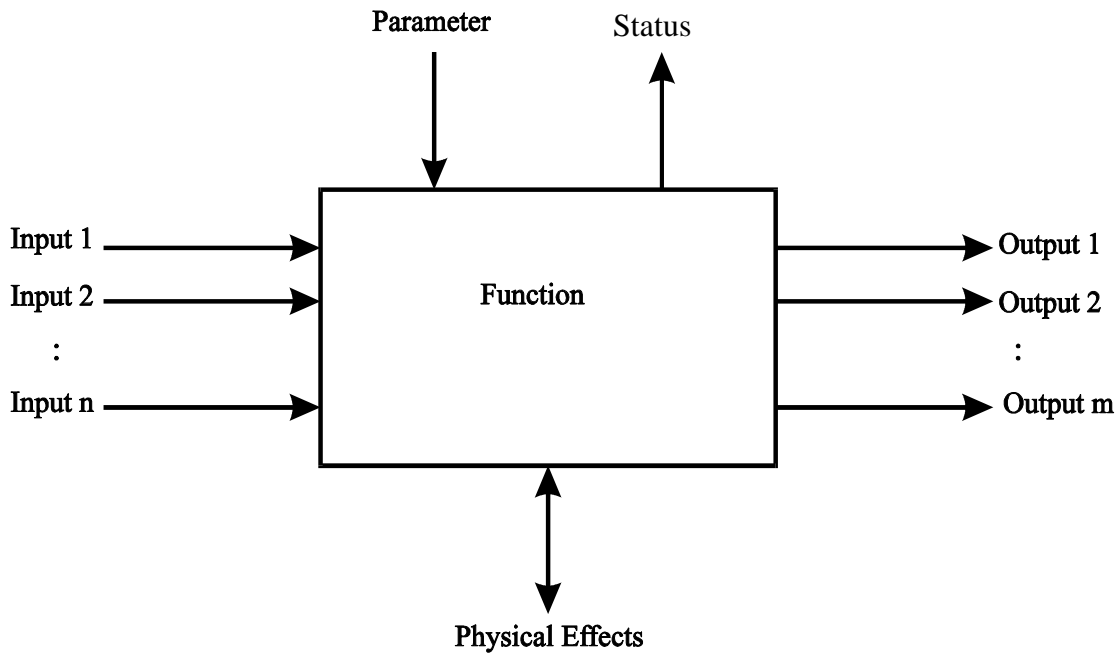 Parameter
Status
Input 1
Output 1
Input 2
Function
Output 2
:
:
Input n
Output m
Physical Effects